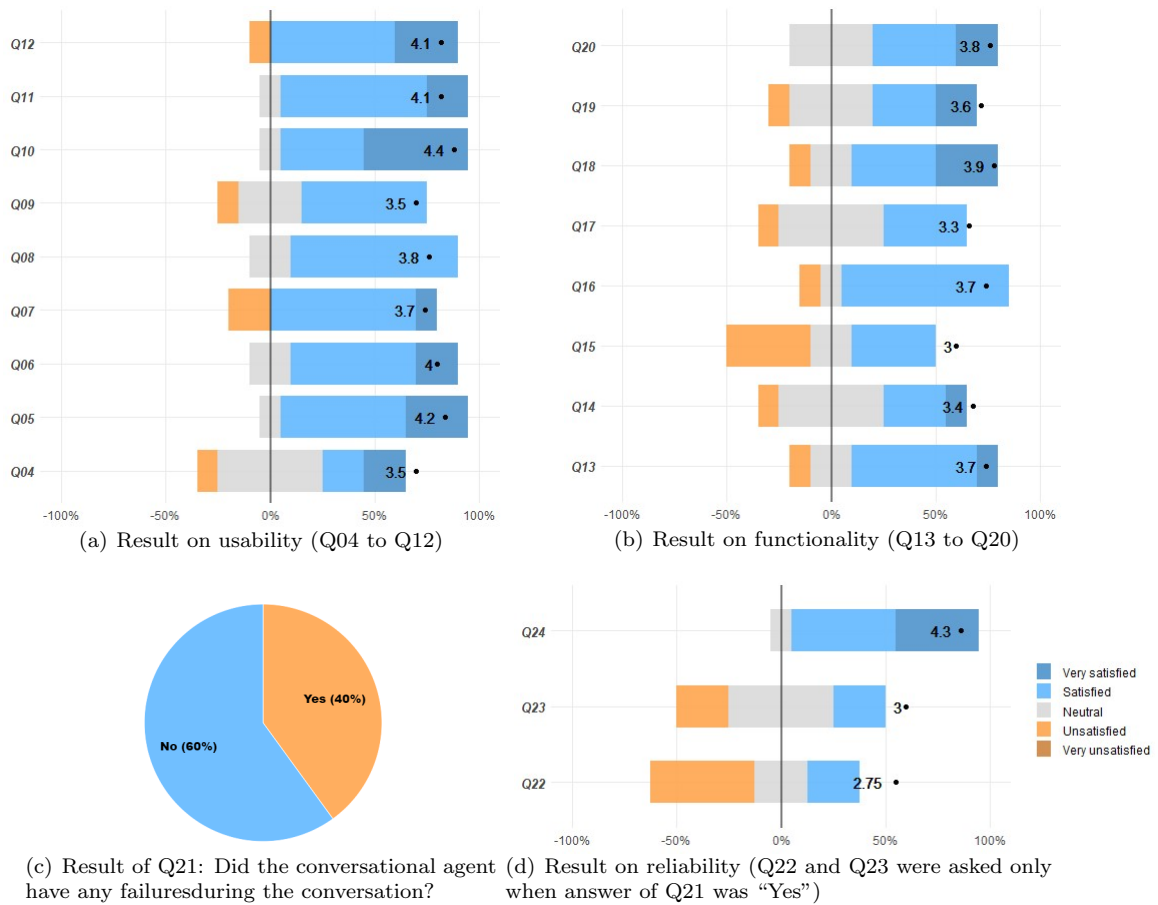 Q12
4.1
Q11
4.1
Q10
4.4
Q09
3.5
Q08
3.8
Q07
3.7
Q06
4
Q05
4.2
Q04
3.5
-100% -50% 0% 50% 100%
(a) Result on usability (Q04 to Q12)
Q20
3.8
Q19
3.6
Q18
3.9
Q17
3.3
Q16
3.7
Q15
3
Q14
3.4
Q13
3.7
-100% -50% 0% 50% 100%
(b) Result on functionality (Q13 to Q20)
Yes (40%)
No (60%)
(c) Result of Q21: Did the conversational agent
have any failuresduring the conversation?
Q24
4.3
Q23
3
Q22
2.75
-100% -50% 0% 50% 100%
Very satisfied
Satisfied
Neutral
Unsatisfied
Very unsatisfied
(d) Result on reliability (Q22 and Q23 were asked only
when answer of Q21 was “Yes”)